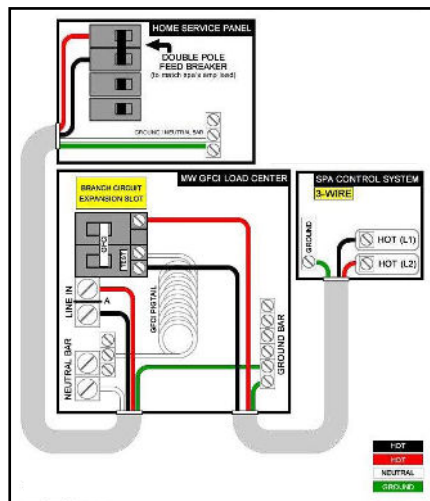 HOME SERVICE PANEL
DOUBLE POLE
FEED BREAKER
(to match spa's amp load)
GROUND / NEUTRAL BAR
MW GFCI LOAD CENTER
BRANCH CIRCUIT
EXPANSION SLOT
GFCI
TEST
LINE IN
A
GFCI PIGTAIL
NEUTRAL BAR
GROUND BAR
SPA CONTROL SYSTEM
3-WIRE
GROUND
HOT (L1)
HOT (L2)
HOT
HOT
NEUTRAL
GROUND